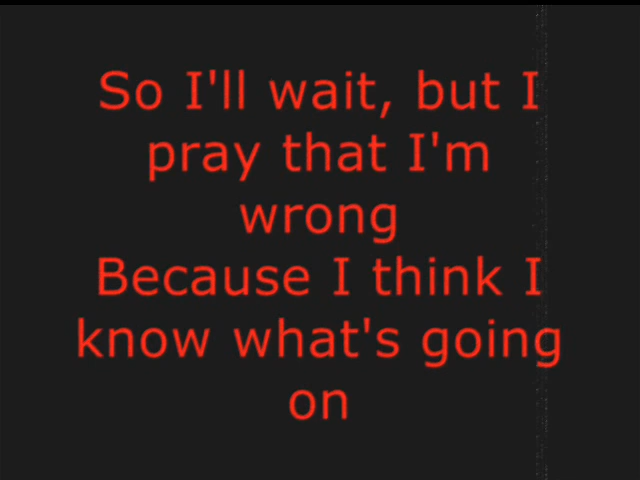 So I'll wait, but I
pray that I'm
wrong
Because I think I
know what's going
on